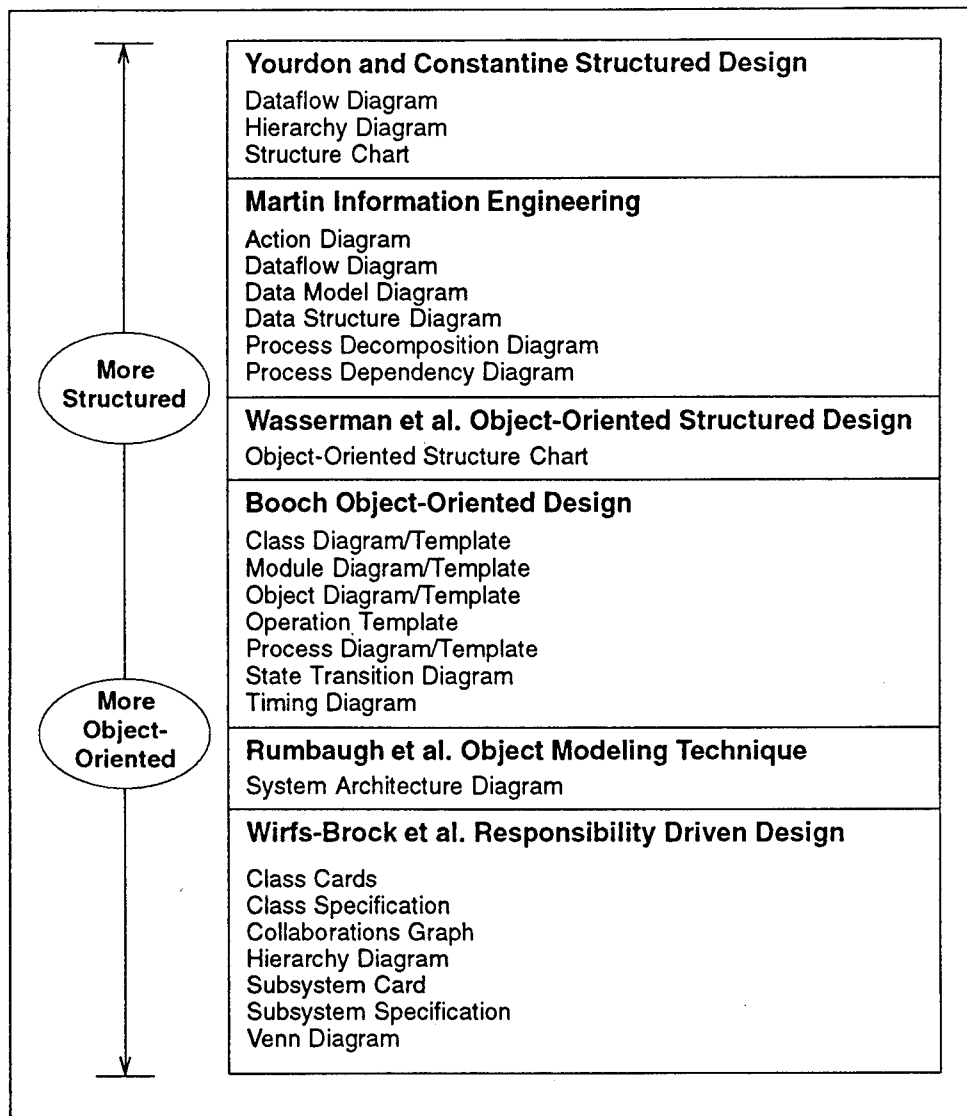 Yourdon and Constantine Structured Design
Dataflow Diagram
Hierarchy Diagram
Structure Chart
Martin Information Engineering
Action Diagram
Dataflow Diagram
Data Model Diagram
Data Structure Diagram
Process Decomposition Diagram
Process Dependency Diagram
More
Structured
Wasserman et al. Object-Oriented Structured Design
Object-Oriented Structure Chart
Booch Object-Oriented Design
Class Diagram/Template
Module Diagram/Template
Object Diagram/Template
Operation Template
Process Diagram/Template
State Transition Diagram
Timing Diagram
More
Object-
Oriented
Rumbaugh et al. Object Modeling Technique
System Architecture Diagram
Wirfs-Brock et al. Responsibility Driven Design
Class Cards
Class Specification
Collaborations Graph
Hierarchy Diagram
Subsystem Card
Subsystem Specification
Venn Diagram